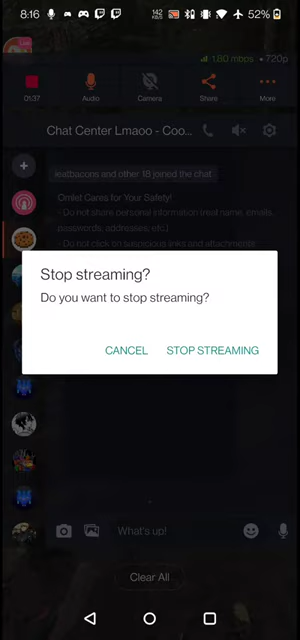 8:16
142
KB/S
52%
1.80 mbps • 720p
01:37
Audio
Camera
Share
More
Chat Center Lmaoo - Coo...
ieatbacons and other 18 joined the chat
Omlet Cares for Your Safety!
- Do not share personal information (real name, emails,
passwords, addresses, etc.)
- Do not click on suspicious links and attachments
Stop streaming?
Do you want to stop streaming?
CANCEL
STOP STREAMING
What's up!
Clear All